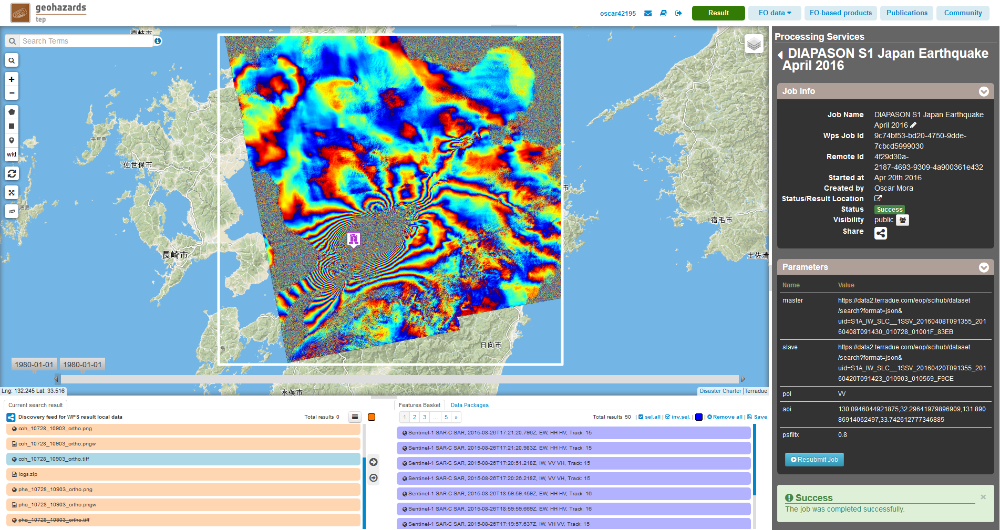 geohazards
tep
oscar42195
Result
EO data
EO-based products
Publications
Community
Search Terms
壱岐市
wkt
平戸島
佐世保市
長崎市
宿毛市
土佐清
日向市
水俣市
市
島
1980-01-01
1980-01-01
Lng: 132.245 Lat: 33.516
Disaster Charter | Terradue
Processing Services
DIAPASON S1 Japan Earthquake
April 2016
Job Info
Job Name DIAPASON S1 Japan Earthquake
April 2016
Wps Job Id 9c74bf53-bd20-4750-9dde-
7cbcd5999030
Remote Id 4f29d30a-
2187-4693-9309-4a900361e432
Started at Apr 20th 2016
Created by Oscar Mora
Status/Result Location
Status Success
Visibility public
Share
Parameters
Name Value
master https://data2.terradue.com/eop/scihub/dataset
/search?format=json&
uid=S1A_IW_SLC__1SSV_20160408T091355_201
60408T091430_010728_01001F_83EB
slave https://data2.terradue.com/eop/scihub/dataset
/search?format=json&
uid=S1A_IW_SLC__1SSV_20160420T091355_201
60420T091423_010903_010569_F9CE
pol VV
aoi 130.0946044921875,32.29641979896909,131.890
86914062497,33.742612777346885
psfiltx 0.8
Resubmit Job
Success
The job was completed successfully.
Current search result
Discovery feed for WPS result local data
Total results 0
coh_10728_10903_ortho.png
coh_10728_10903_ortho.pngw
coh_10728_10903_ortho.tiff
logs.zip
pha_10728_10903_ortho.png
pha_10728_10903_ortho.pngw
pha_10728_10903_ortho.tiff
Features Basket
Data Packages
1 2 3 ... 5 »
Total results 50 | sel.all | inv.sel. | | Remove all | Save
Sentinel-1 SAR-C SAR, 2015-08-26T17:21:20.796Z, EW, HH HV, Track: 15
Sentinel-1 SAR-C SAR, 2015-08-26T17:21:20.983Z, EW, HH HV, Track: 15
Sentinel-1 SAR-C SAR, 2015-08-26T17:20:51.218Z, IW, VV VH, Track: 15
Sentinel-1 SAR-C SAR, 2015-08-26T17:20:26.218Z, IW, VV VH, Track: 15
Sentinel-1 SAR-C SAR, 2015-08-26T18:59:59.459Z, EW, HH HV, Track: 16
Sentinel-1 SAR-C SAR, 2015-08-26T18:59:59.669Z, EW, HH HV, Track: 16
Sentinel-1 SAR-C SAR, 2015-08-26T17:19:57.637Z, IW, VH VV, Track: 15